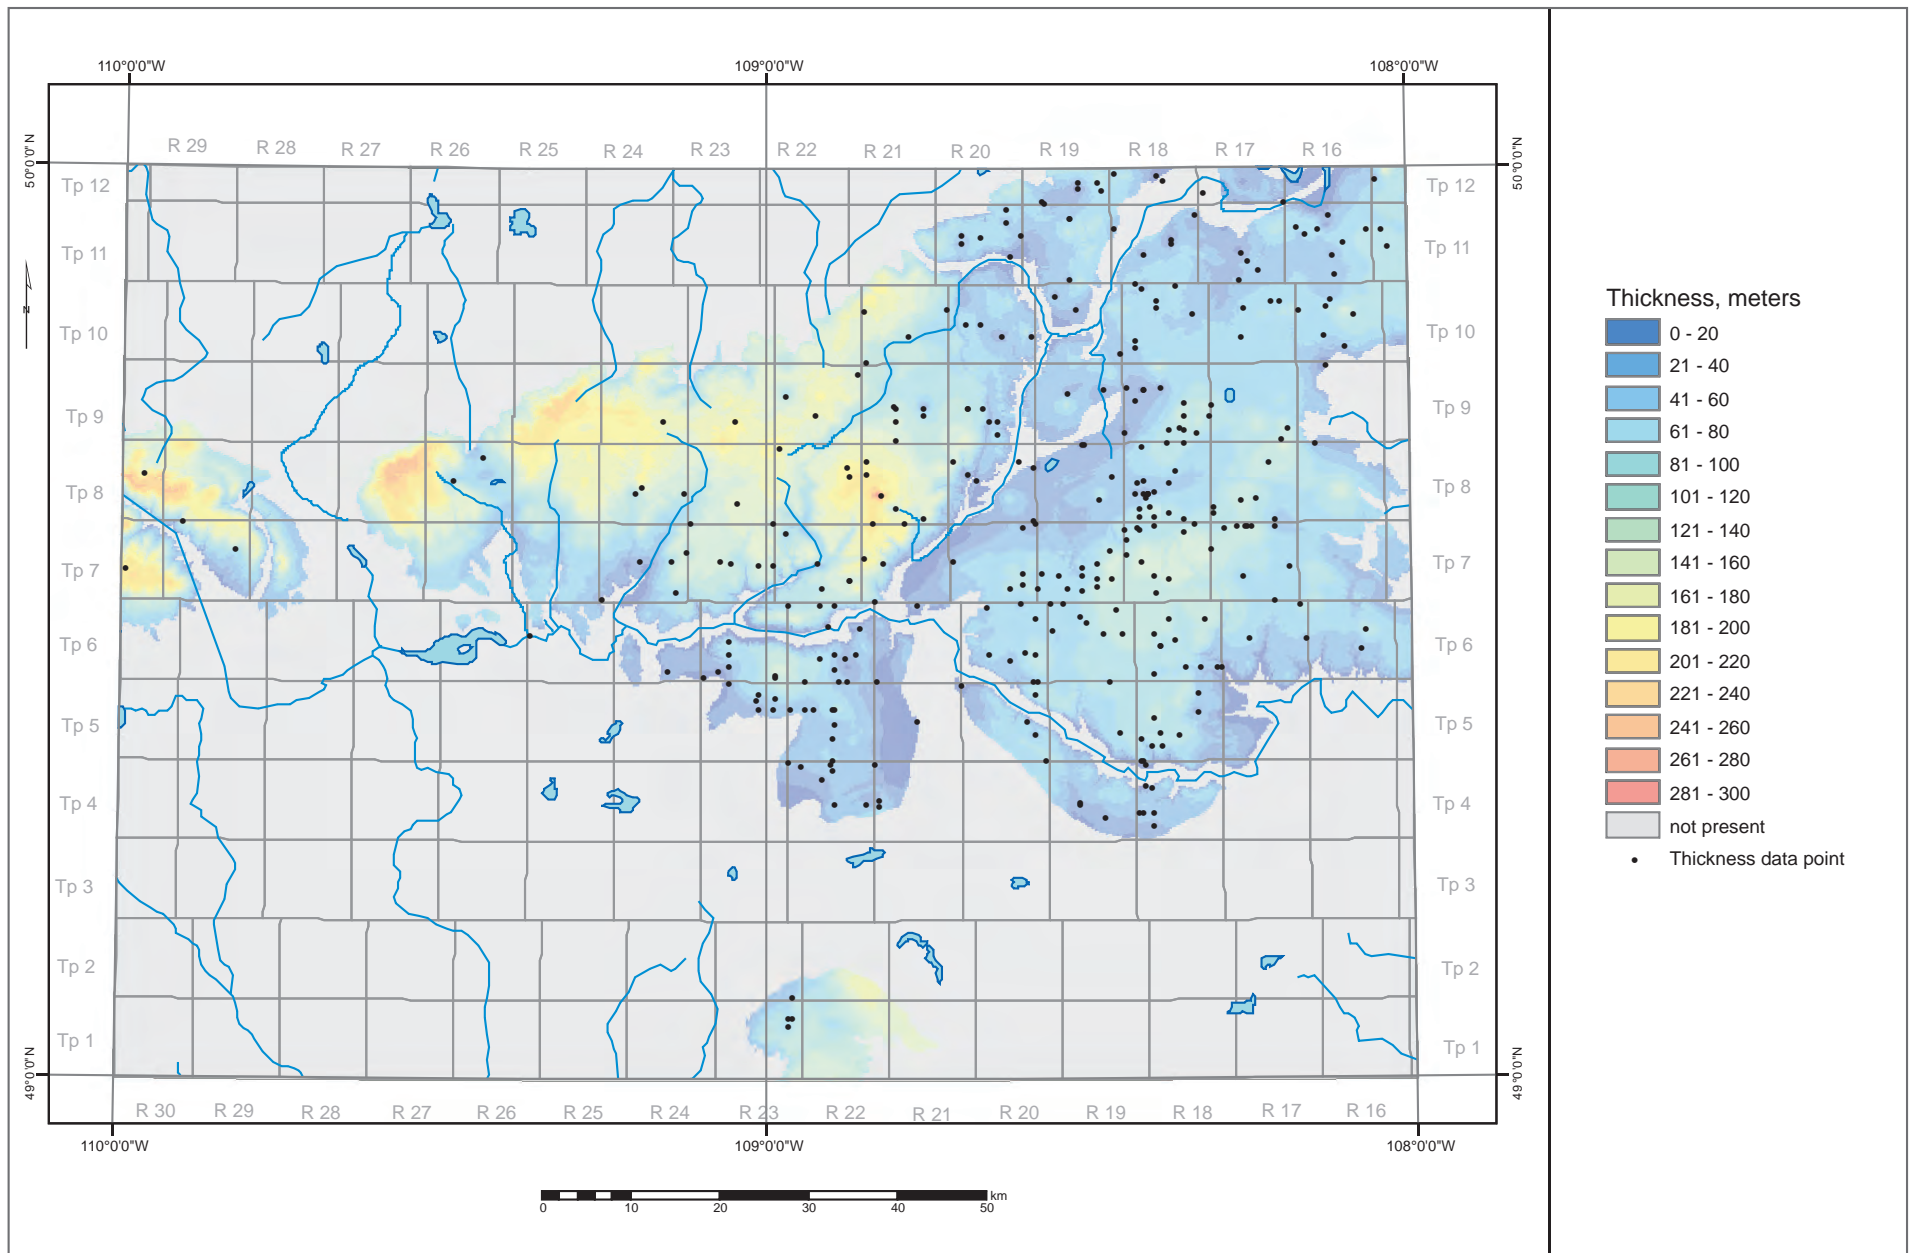 110°0'0"W 109°0'0"W 108°0'0"W
50°0'0"N 50°0'0"N
R 29 R 28 R 27 R 26 R 25 R 24 R 23 R 22 R 21 R 20 R 19 R 18 R 17 R 16
Tp 12 Tp 12
Tp 11 Tp 11
z
Tp 10 Tp 10
Tp 9 Tp 9
Tp 8 Tp 8
Tp 7 Tp 7
Tp 6 Tp 6
Tp 5 Tp 5
Tp 4 Tp 4
Tp 3 Tp 3
Tp 2 Tp 2
Tp 1 Tp 1
49°0'0"N 49°0'0"N
R 30 R 29 R 28 R 27 R 26 R 25 R 24 R 23 R 22 R 21 R 20 R 19 R 18 R 17 R 16
110°0'0"W 109°0'0"W 108°0'0"W
km
0 10 20 30 40 50
Thickness, meters
0 - 20
21 - 40
41 - 60
61 - 80
81 - 100
101 - 120
121 - 140
141 - 160
161 - 180
181 - 200
201 - 220
221 - 240
241 - 260
261 - 280
281 - 300
not present
Thickness data point